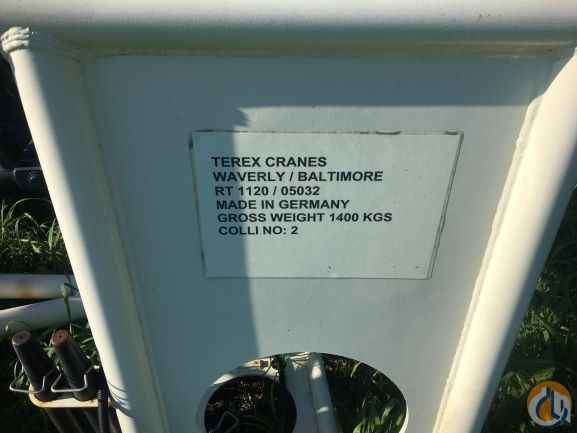 TEREX CRANES
WAVERLY / BALTIMORE
RT 1120 / 05032
MADE IN GERMANY
GROSS WEIGHT 1400 KGS
COLLI NO: 2